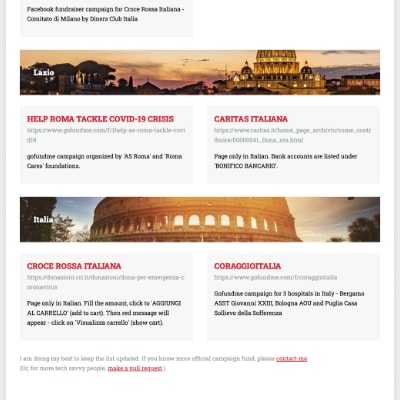 Facebook fundraiser campaign for Croce Rossa Italiana -
Comitato di Milano by Diners Club Italia
Lazio
HELP ROMA TACKLE COVID-19 CRISIS
https://www.gofundme.com/f/1help-as-roma-tackle-covi
d19
gofundme campaign organized by 'AS Roma' and 'Roma
Cares' foundations.
CARITAS ITALIANA
https://www.caritas.it/home_page_archivio/come_contr
ibuire/00000041_Dona_ora.html
Page only in Italian. Bank accounts are listed under
'BONIFICO BANCARIO'.
Italia
CROCE ROSSA ITALIANA
https://donazioni.cri.it/donazioni/dona-per-emergenza-c
oronavirus
Page only in Italian. Fill the amount, click to 'AGGIUNGI
AL CARRELLO' (add to cart). Then red message will
appear - click on 'Visualizza carrello' (show cart).
CORAGGIOITALIA
https://www.gofundme.com/f/coraggioitalia
Gofundme campaign for 3 hospitals in Italy - Bergamo
ASST Giovanni XXIII, Bologna AOU and Puglia Casa
Sollievo della Sofferenza
I am doing my best to keep the list updated. If you know more official campaign fund, please contact me
(Or, for more tech savvy people, make a pull request.)